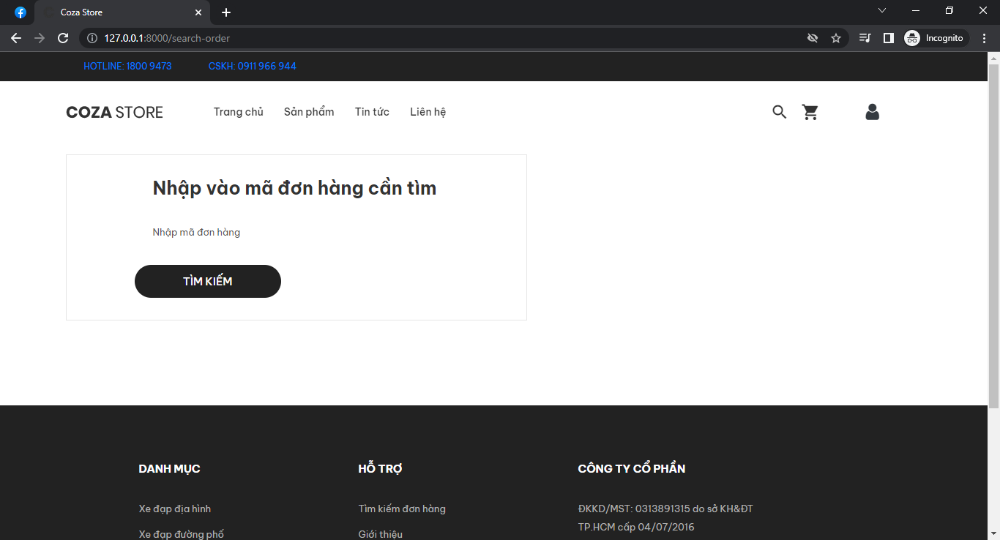 Coza Store
127.0.0.1:8000/search-order
Incognito
HOTLINE: 1800 9473 CSKH: 0911 966 944
COZA STORE Trang chủ Sản phẩm Tin tức Liên hệ
Nhập vào mã đơn hàng cần tìm
Nhập mã đơn hàng
TÌM KIẾM
DANH MỤC
Xe đạp địa hình
Xe đạp đường phố
HỖ TRỢ
Tìm kiếm đơn hàng
Giới thiệu
CÔNG TY CỔ PHẦN
ĐKKD/MST: 0313891315 do sở KH&ĐT
TP.HCM cấp 04/07/2016